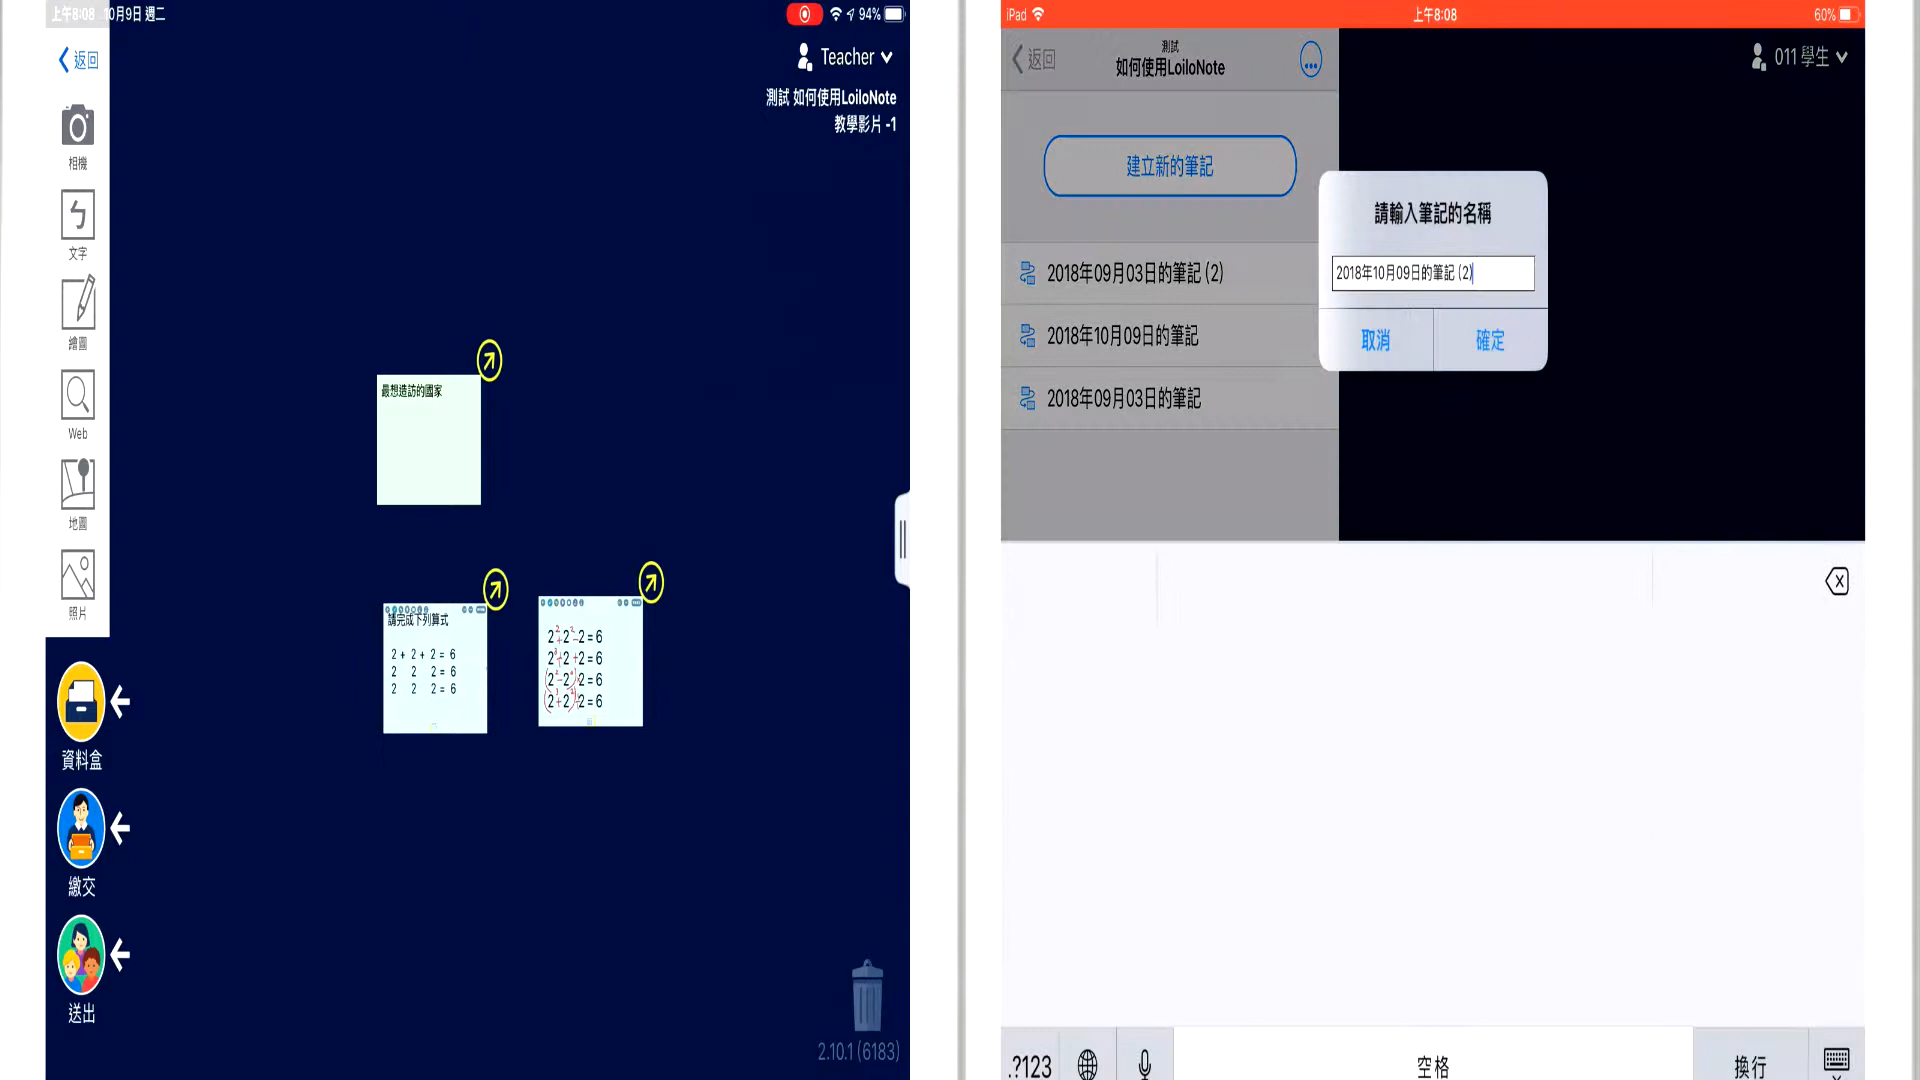 上午8:08 10月9日 週二
94%
返回
Teacher
測試 如何使用LoiloNote
教學影片 -1
相機
文字
繪圖
Web
地圖
照片
資料盒
繳交
送出
最想造訪的國家
請完成下列算式
2 + 2 + 2 = 6
2 2 2 = 6
2 2 2 = 6
2+2-2=6
2÷2+2=6
2.10.1 (6183)
iPad
上午8:08
60%
返回
測試
如何使用LoiloNote
011 學生
建立新的筆記
2018年09月03日的筆記 (2)
2018年10月09日的筆記
2018年09月03日的筆記
請輸入筆記的名稱
2018年10月09日的筆記 (2)
取消
確定
.?123
空格
換行